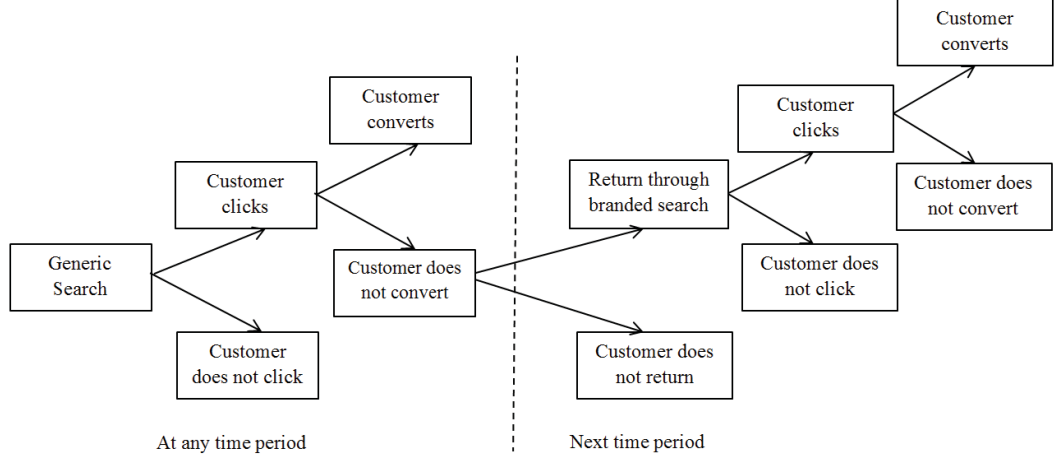 Generic
Search
Customer
clicks
Customer
does not click
Customer
converts
Customer does
not convert
Return through
branded search
Customer does
not return
Customer
clicks
Customer does
not click
Customer
converts
Customer does
not convert
At any time period
Next time period